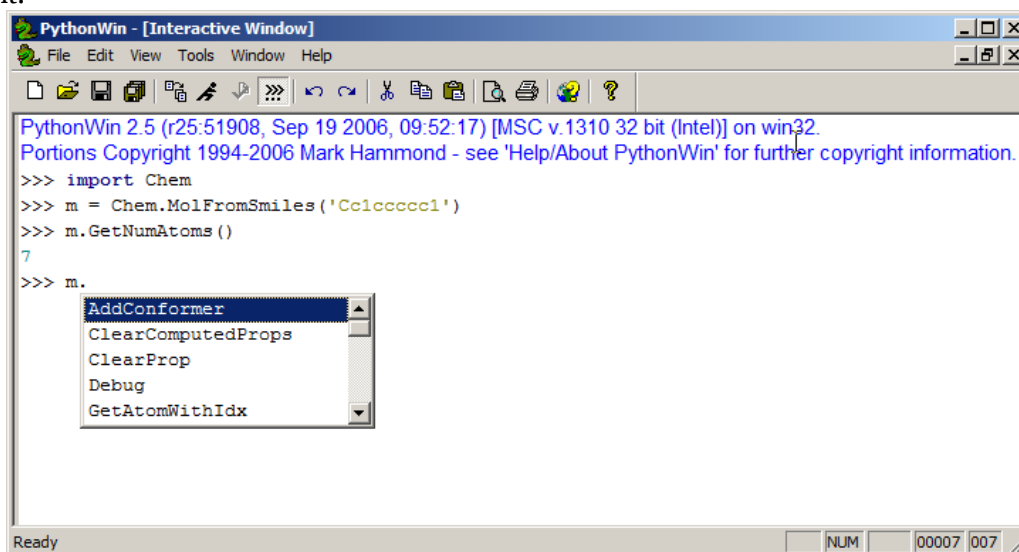 it.
PythonWin - [Interactive Window]
File Edit View Tools Window Help
PythonWin 2.5 (r25:51908, Sep 19 2006, 09:52:17) [MSC v.1310 32 bit (Intel)] on win32.
Portions Copyright 1994-2006 Mark Hammond - see 'Help/About PythonWin' for further copyright information.
>>> import Chem
>>> m = Chem.MolFromSmiles('Cc1ccccc1')
>>> m.GetNumAtoms()
7
>>> m.
AddConformer
ClearComputedProps
ClearProp
Debug
GetAtomWithIdx
Ready NUM 00007 007